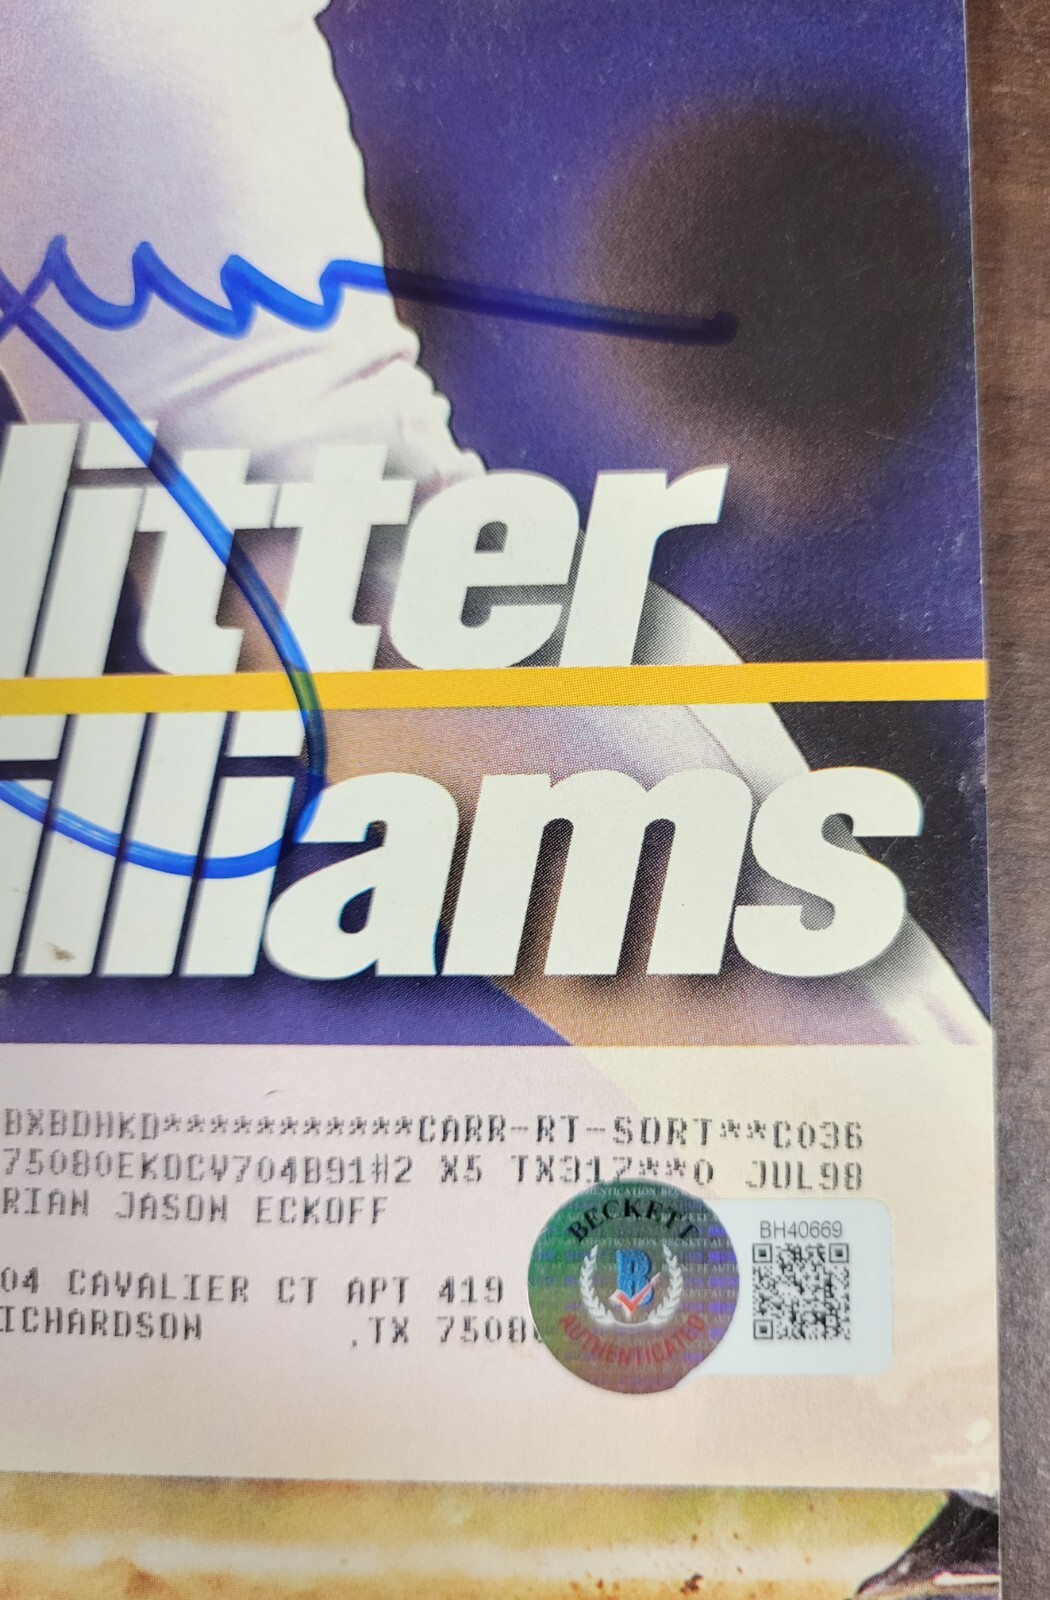 litter
illiams
BXBDHKD***********CARR-RT-SORT**C036
75080EKDCV704B91#2 X5 TX317**0 JUL98
RIAN JASON ECKOFF
04 CAVALIER CT APT 419
ICHARDSON ,TX 7508
BECKETT
B
AUTHENTICATED
BH40669